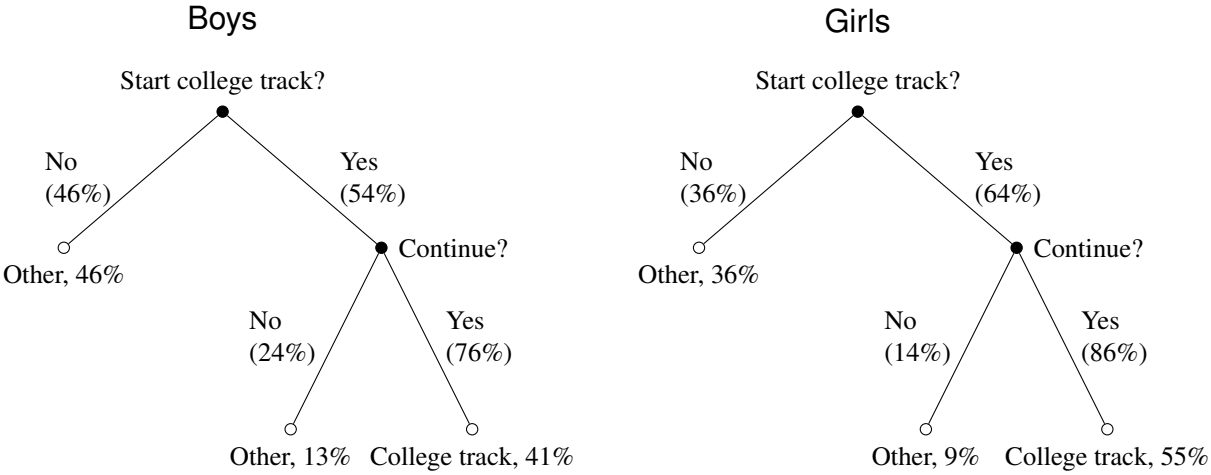 Boys
Start college track?
No
(46%)
Yes
(54%)
Other, 46%
Continue?
No
(24%)
Yes
(76%)
Other, 13%
College track, 41%
Girls
Start college track?
No
(36%)
Yes
(64%)
Other, 36%
Continue?
No
(14%)
Yes
(86%)
Other, 9%
College track, 55%